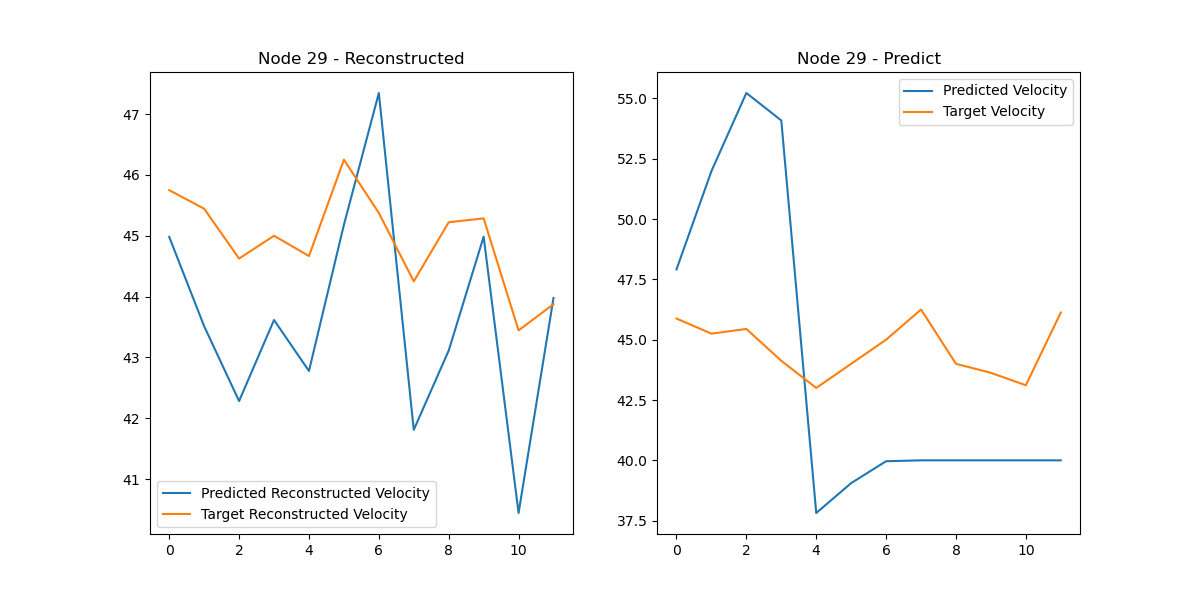 Node 29 - Reconstructed
47
46
45
44
43
42
41
Predicted Reconstructed Velocity
Target Reconstructed Velocity
0 2 4 6 8 10
Node 29 - Predict
55.0
52.5
50.0
47.5
45.0
42.5
40.0
37.5
Predicted Velocity
Target Velocity
0 2 4 6 8 10